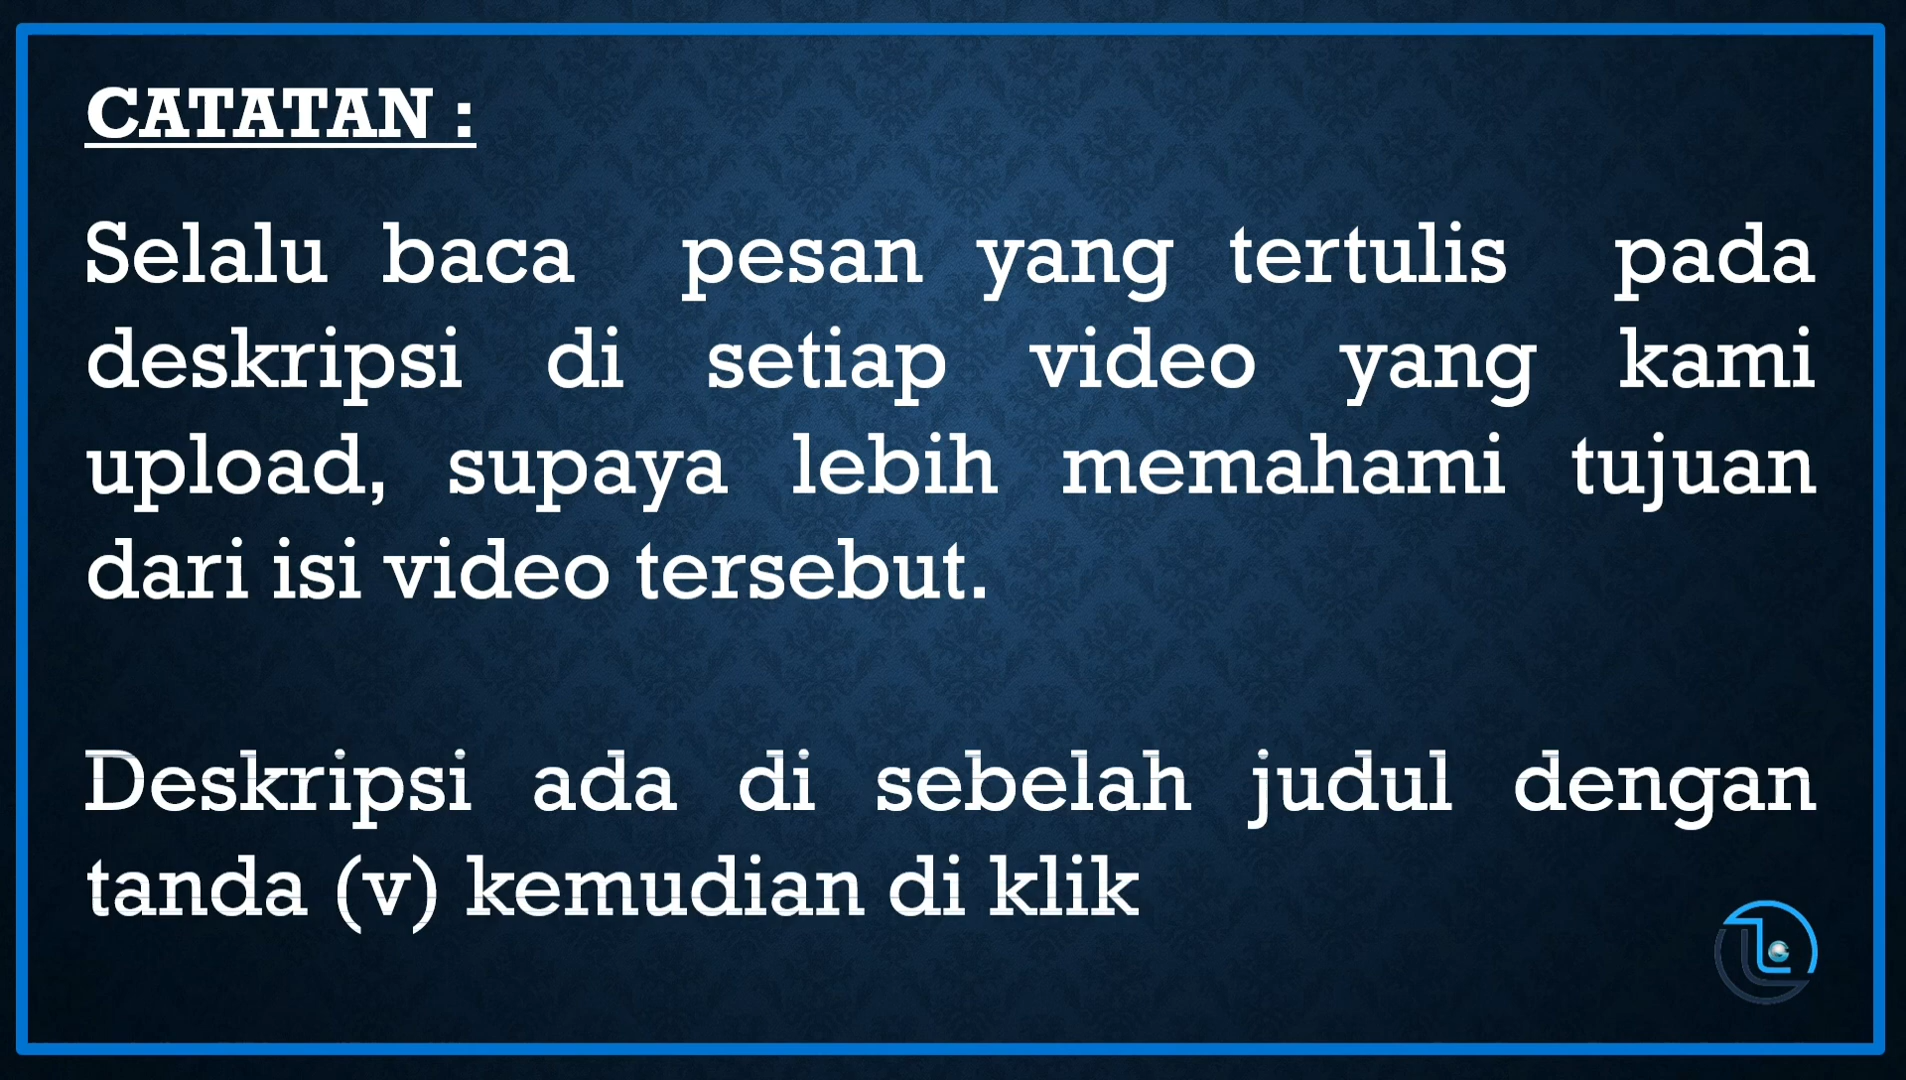 CATATAN :
Selalu baca pesan yang tertulis pada
deskripsi di setiap video yang kami
upload, supaya lebih memahami tujuan
dari isi video tersebut.
Deskripsi ada di sebelah judul dengan
tanda (v) kemudian di klik